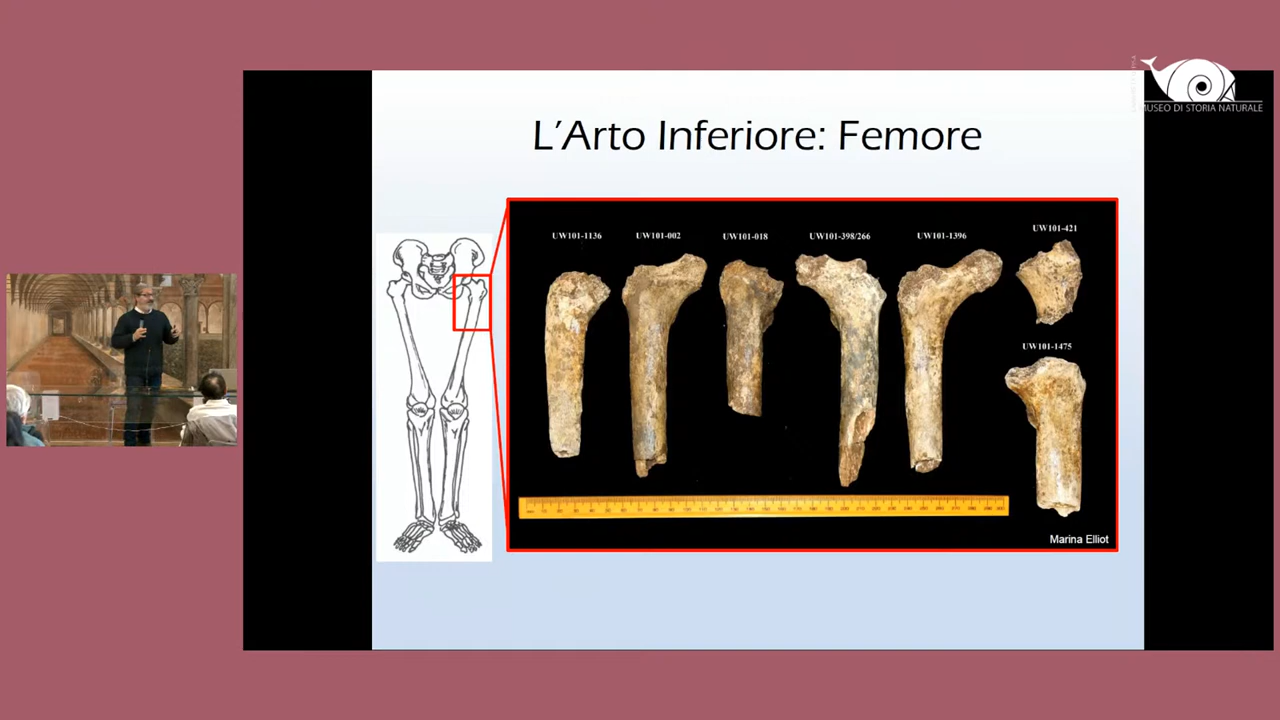 MUSEO DI STORIA NATURALE
L'Arto Inferiore: Femore
UW101-1136 UW101-002 UW101-018 UW101-398/266 UW101-1396 UW101-421
UW101-1475
Marina Elliot